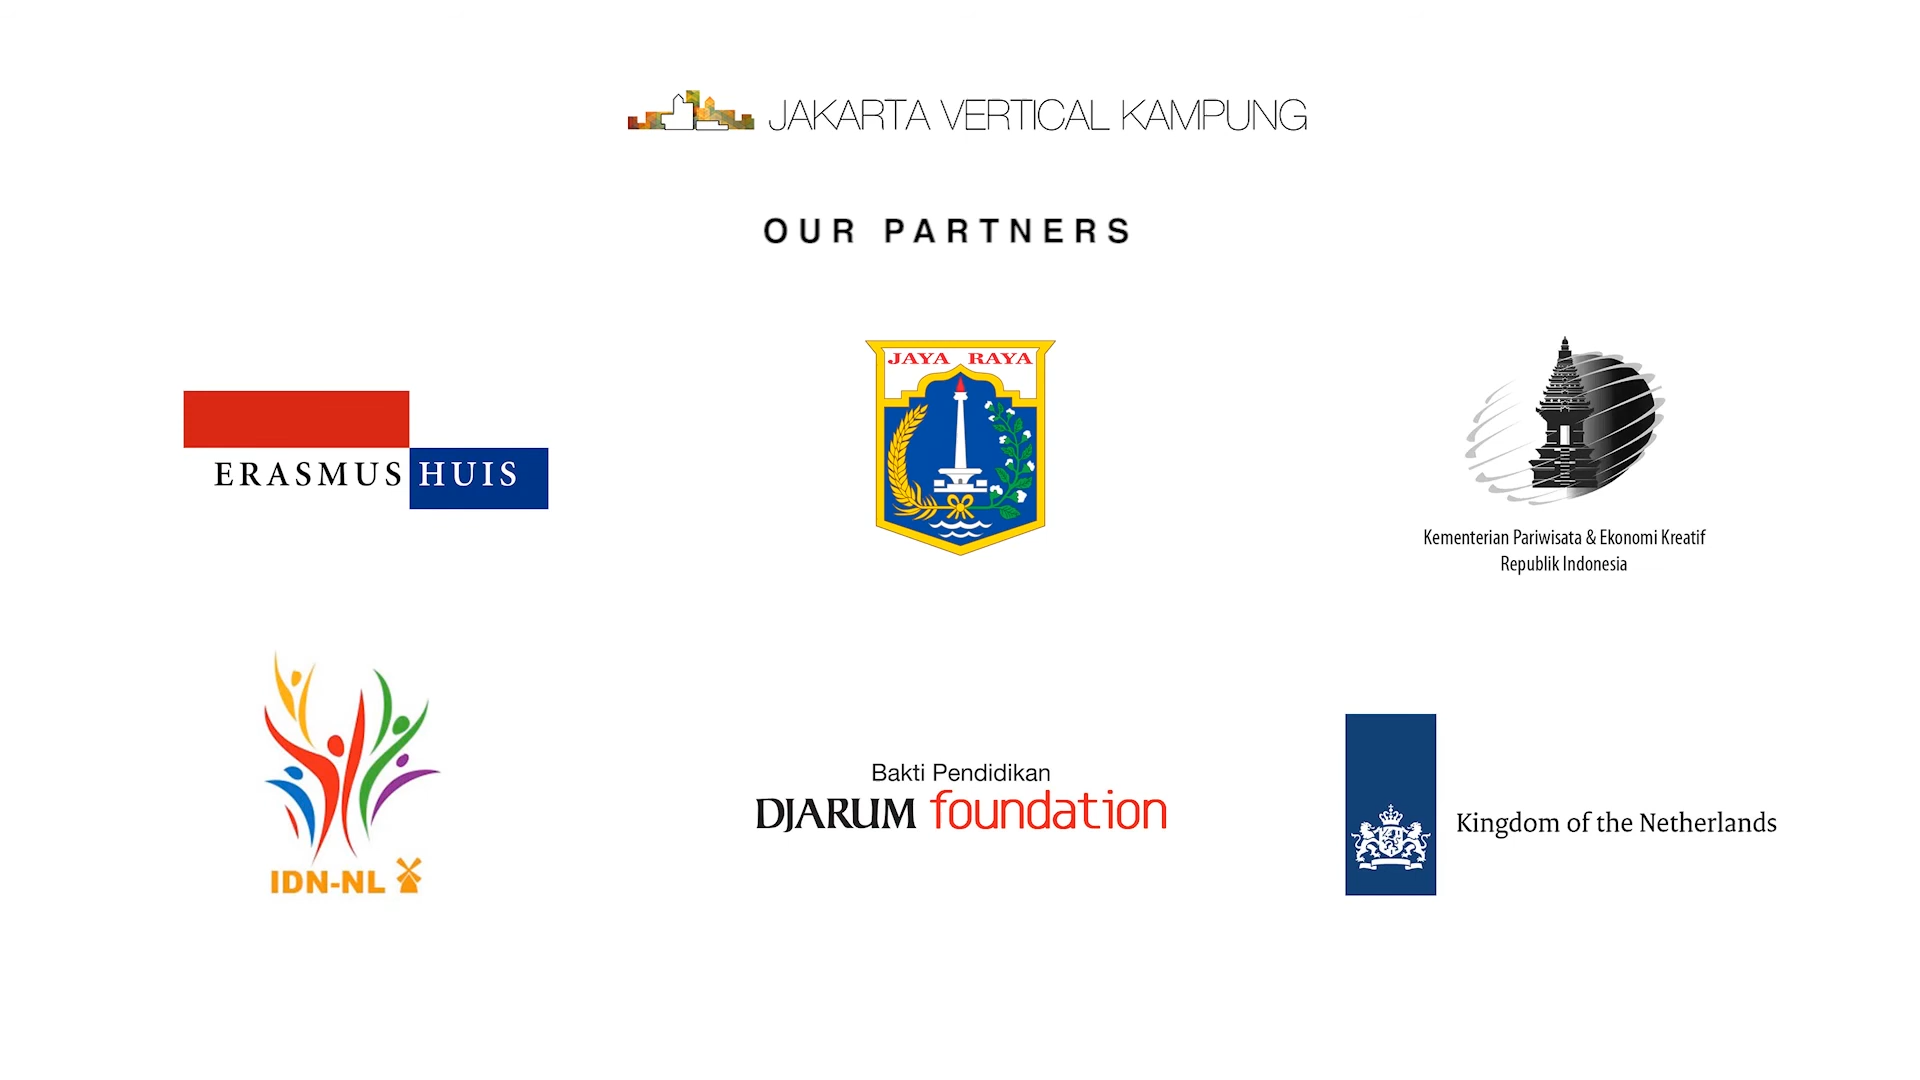 JAKARTA VERTICAL KAMPUNG
OUR PARTNERS
ERASMUS HUIS
JAYA RAYA
Kementerian Pariwisata & Ekonomi Kreatif
Republik Indonesia
IDN-NL
Bakti Pendidikan
DJARUM foundation
Kingdom of the Netherlands